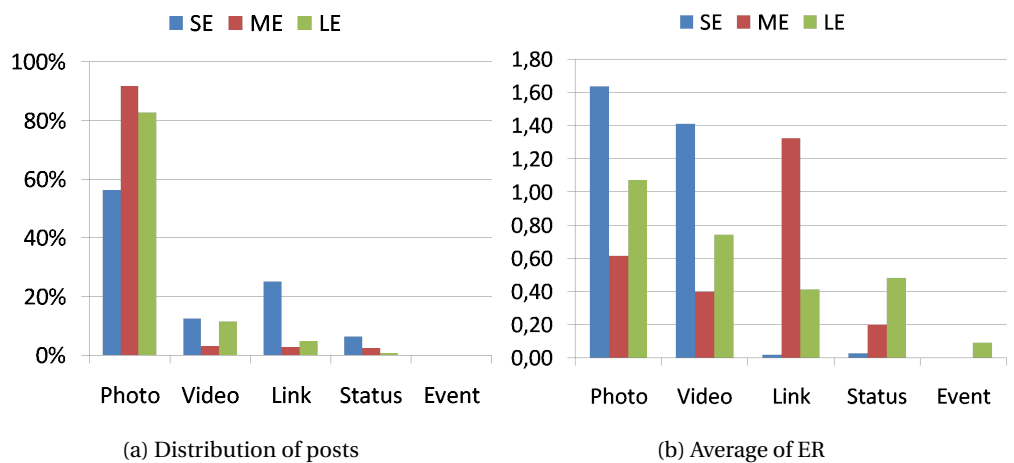 SE ME LE
100%
80%
60%
40%
20%
0%
Photo Video Link Status Event
(a) Distribution of posts
SE ME LE
1,80
1,60
1,40
1,20
1,00
0,80
0,60
0,40
0,20
0,00
Photo Video Link Status Event
(b) Average of ER